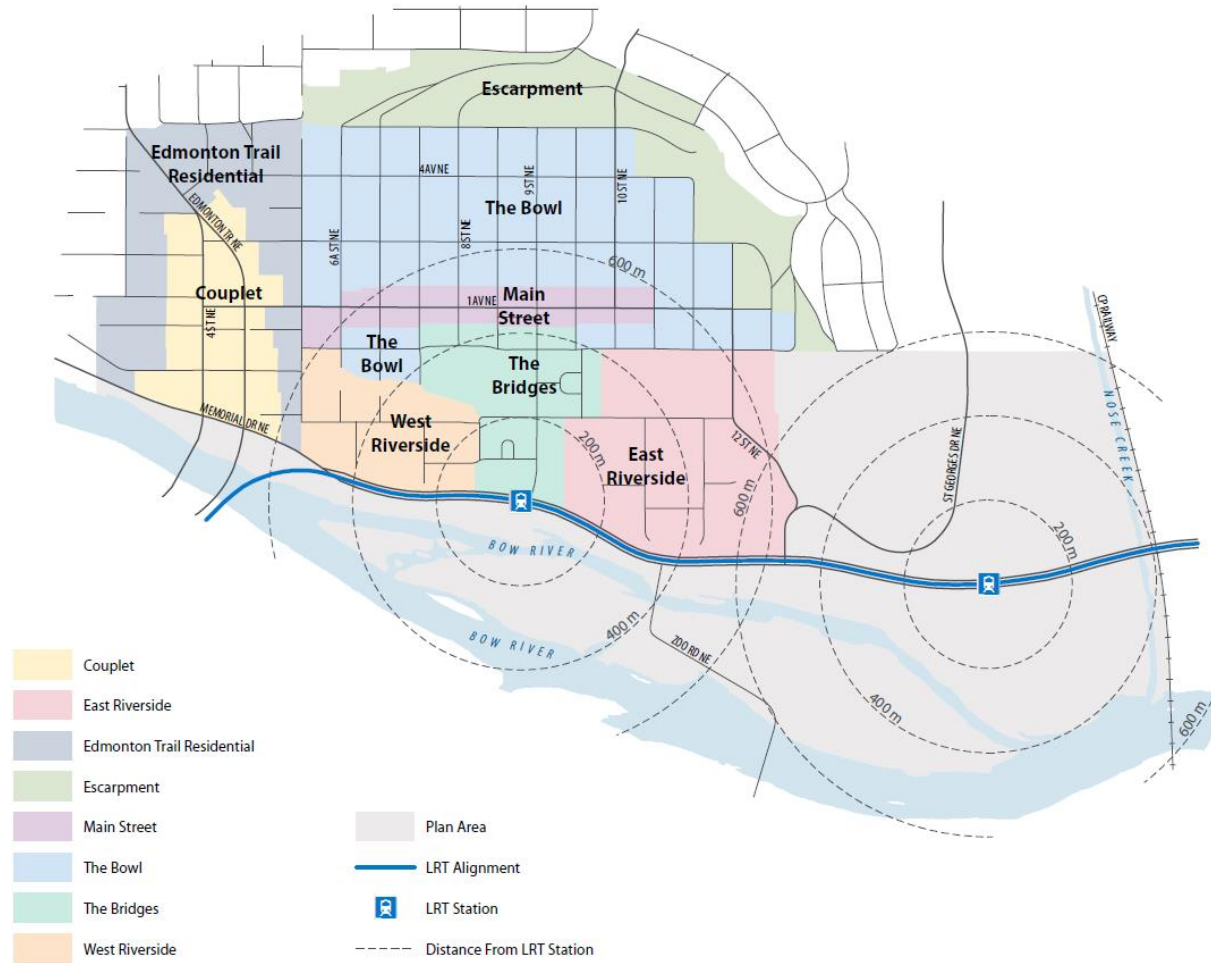 Escarpment
Edmonton Trail
Residential
4 AV NE
EDMONTON TR NE
6A ST NE
8 ST NE
9 ST NE
10 ST NE
The Bowl
600 m
Couplet
4 ST NE
1 AV NE
Main
Street
The
Bowl
The
Bridges
MEMORIAL DR NE
West
Riverside
200 m
East
Riverside
12 ST NE
600 m
ST GEORGES DR NE
CP RAILWAY
NOSE CREEK
200 m
BOW RIVER
400 m
BOW RIVER
ZOO RD NE
400 m
600 m
Couplet
East Riverside
Edmonton Trail Residential
Escarpment
Main Street
The Bowl
The Bridges
West Riverside
Plan Area
LRT Alignment
LRT Station
Distance From LRT Station